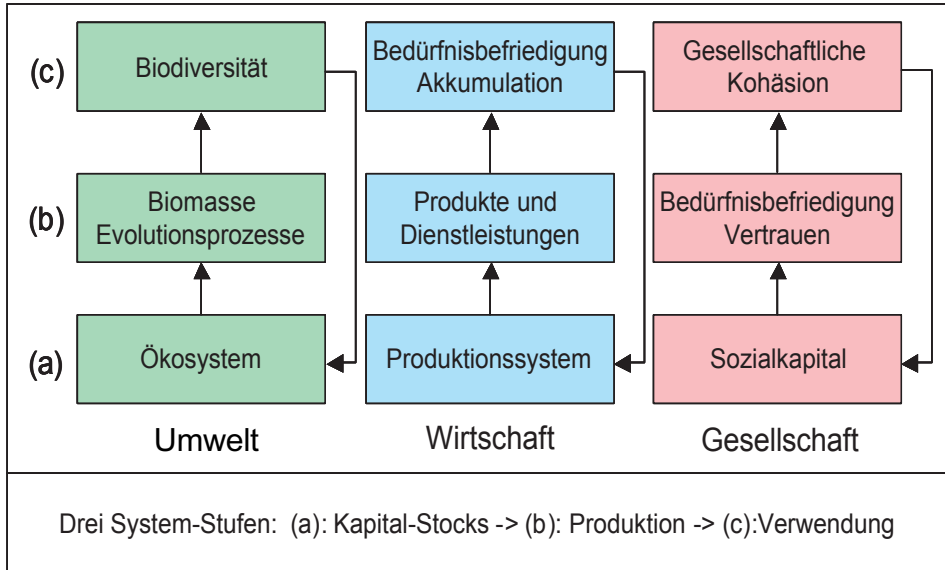 (c)
Biodiversität
Bedürfnisbefriedigung
Akkumulation
Gesellschaftliche
Kohäsion
(b)
Biomasse
Evolutionsprozesse
Produkte und
Dienstleistungen
Bedürfnisbefriedigung
Vertrauen
(a)
Ökosystem
Produktionssystem
Sozialkapital
Umwelt
Wirtschaft
Gesellschaft
Drei System-Stufen: (a): Kapital-Stocks -> (b): Produktion -> (c):Verwendung